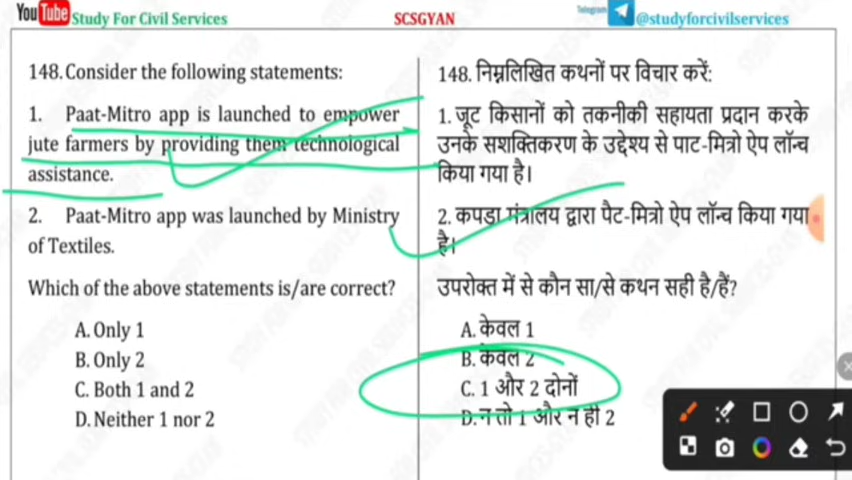 YouTube Study For Civil Services
SCSGYAN
Telegram @studyforcivilservices
148. Consider the following statements:
1. Paat-Mitro app is launched to empower
jute farmers by providing them technological
assistance.
2. Paat-Mitro app was launched by Ministry
of Textiles.
Which of the above statements is/are correct?
A. Only 1
B. Only 2
C. Both 1 and 2
D. Neither 1 nor 2
148. निम्नलिखित कथनों पर विचार करें:
1. जूट किसानों को तकनीकी सहायता प्रदान करके
उनके सशक्तिकरण के उद्देश्य से पाट-मित्रो ऐप लॉन्च
किया गया है।
2. कपड़ा मंत्रालय द्वारा पैट-मित्रो ऐप लॉन्च किया गया
है।
उपरोक्त में से कौन सा/से कथन सही है/हैं?
A. केवल 1
B. केवल 2
C. 1 और 2 दोनों
D. न तो 1 और न ही 2